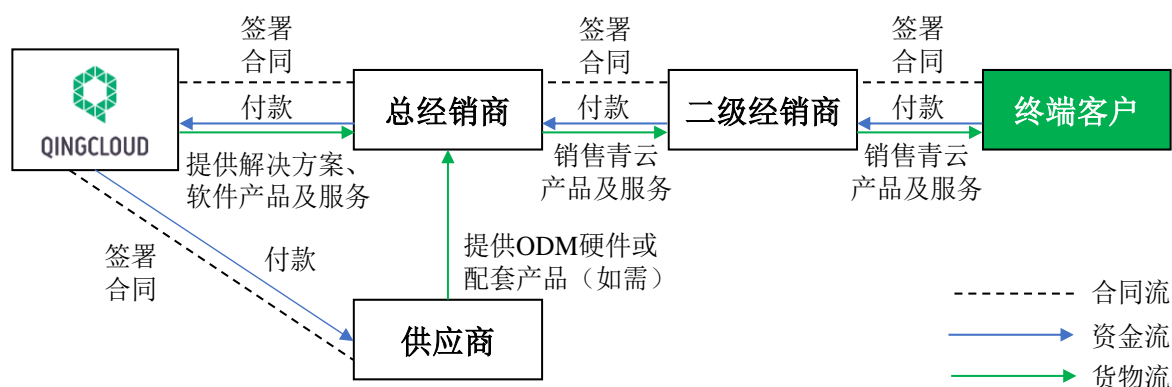 签署
合同
签署
合同
签署
合同
QINGCLOUD
付款
总经销商
付款
二级经销商
付款
终端客户
提供解决方案、
软件产品及服务
销售青云
产品及服务
销售青云
产品及服务
签署
合同
付款
提供ODM硬件或
配套产品（如需）
供应商
合同流
资金流
货物流